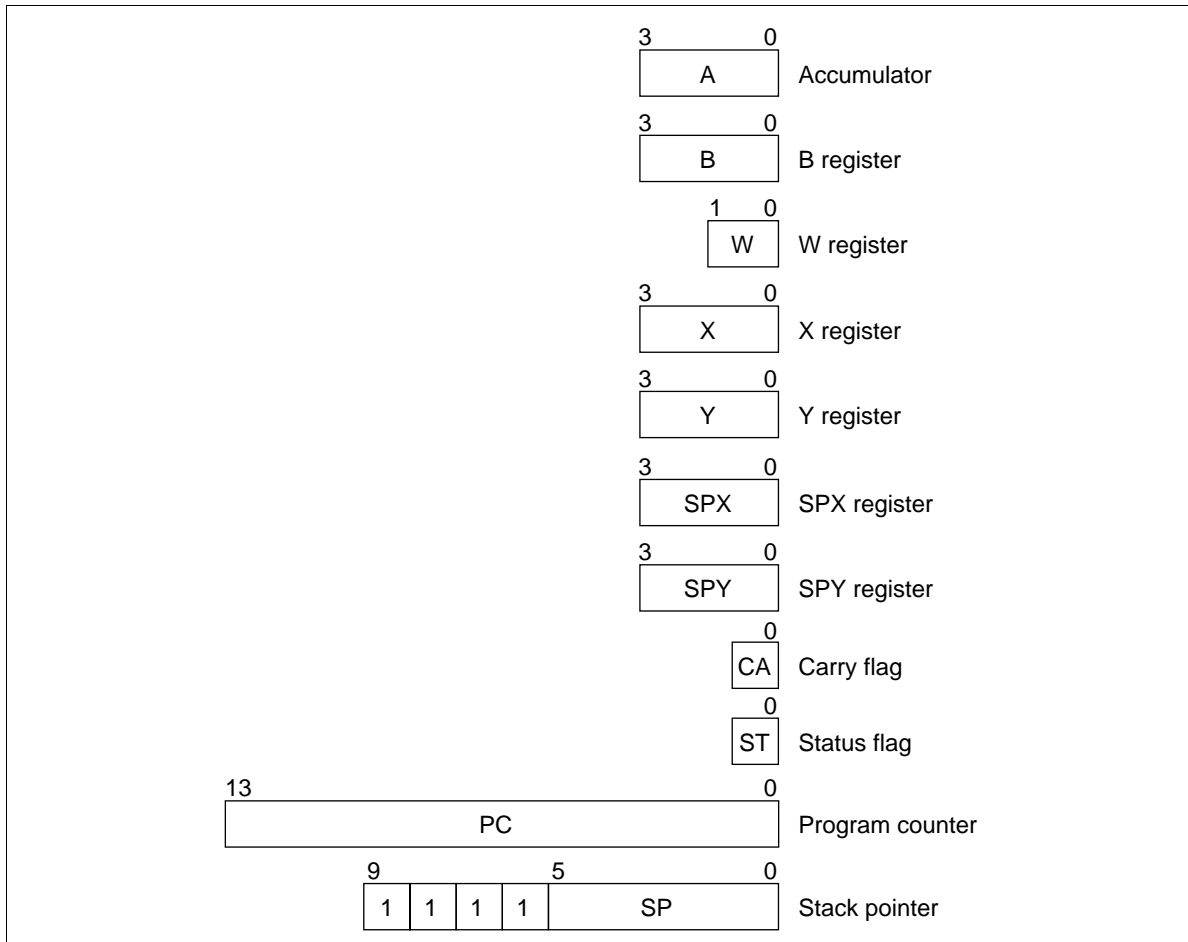 3 0
A Accumulator
3 0
B B register
1 0
W W register
3 0
X X register
3 0
Y Y register
3 0
SPX SPX register
3 0
SPY SPY register
0
CA Carry flag
0
ST Status flag
13 0
PC Program counter
9 5 0
1 1 1 1 SP Stack pointer